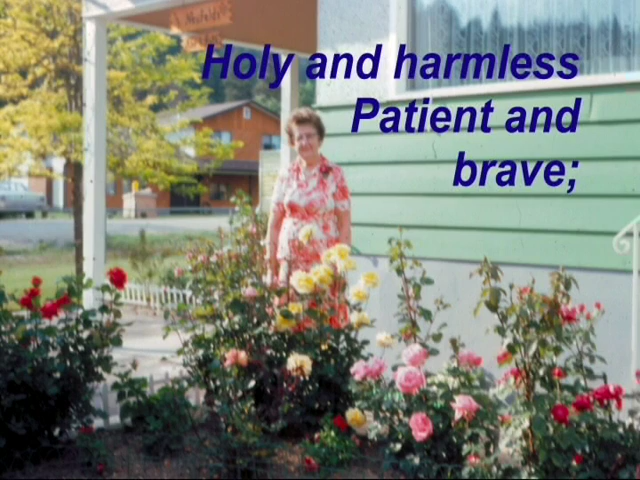 Holy and harmless
Patient and
brave;